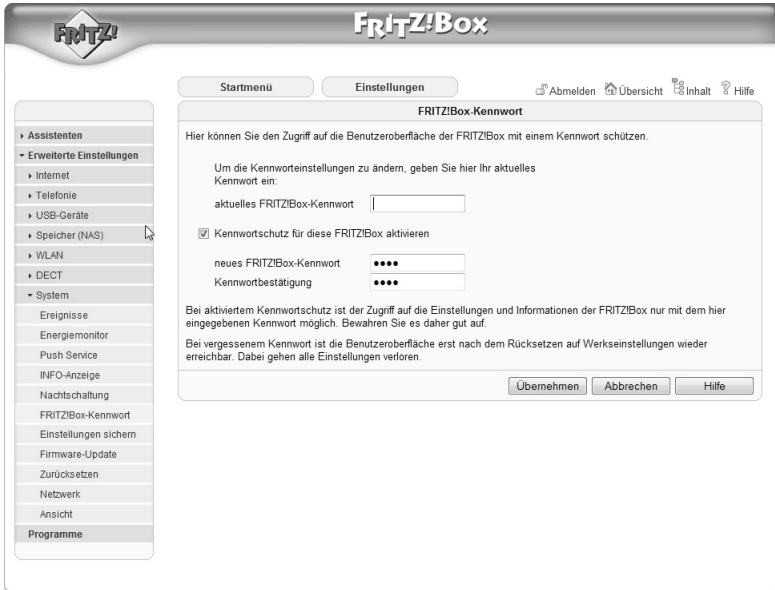 FRITZ!
FRITZ!Box
Startmenü
Einstellungen
Abmelden
Übersicht
Inhalt
Hilfe
Assistenten
Erweiterte Einstellungen
Internet
Telefonie
USB-Geräte
Speicher (NAS)
WLAN
DECT
System
Ereignisse
Energiemonitor
Push Service
INFO-Anzeige
Nachtschaltung
FRITZ!Box-Kennwort
Einstellungen sichern
Firmware-Update
Zurücksetzen
Netzwerk
Ansicht
Programme
FRITZ!Box-Kennwort
Hier können Sie den Zugriff auf die Benutzeroberfläche der FRITZ!Box mit einem Kennwort schützen.
Um die Kennworteinstellungen zu ändern, geben Sie hier Ihr aktuelles
Kennwort ein:
aktuelles FRITZ!Box-Kennwort
Kennwortschutz für diese FRITZ!Box aktivieren
neues FRITZ!Box-Kennwort ●●●●
Kennwortbestätigung ●●●●
Bei aktiviertem Kennwortschutz ist der Zugriff auf die Einstellungen und Informationen der FRITZ!Box nur mit dem hier
eingegebenen Kennwort möglich. Bewahren Sie es daher gut auf.
Bei vergessenem Kennwort ist die Benutzeroberfläche erst nach dem Rücksetzen auf Werkseinstellungen wieder
erreichbar. Dabei gehen alle Einstellungen verloren.
Übernehmen
Abbrechen
Hilfe